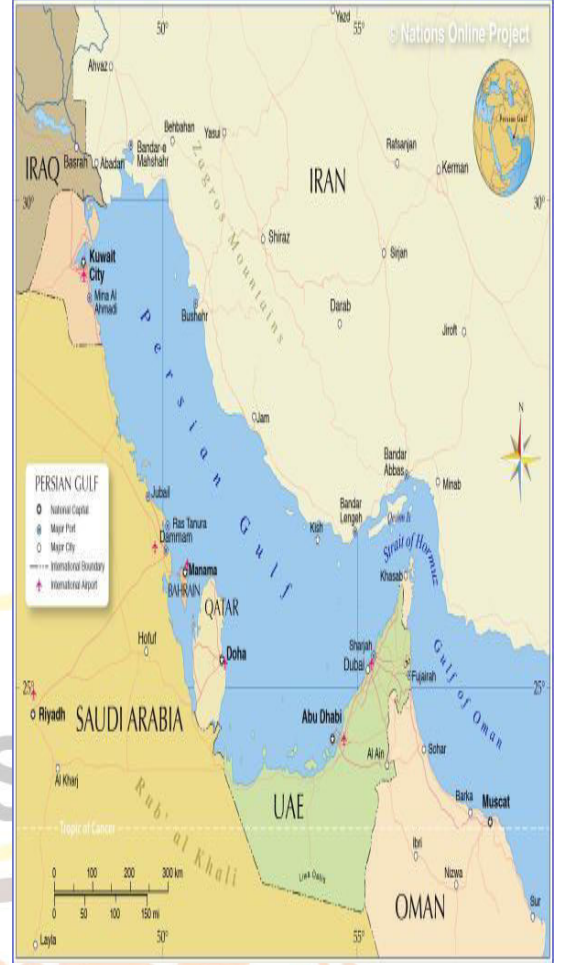 50°
55°
Yazd
© Nations Online Project
Ahvaz
Behbahan
Yasuj
Bandar-e
Mahshahr
Rafsanjan
Persian Gulf
IRAQ
Basrah
Abadan
Zagros Mountains
IRAN
Kerman
30°
30°
Kuwait
City
Shiraz
Sirjan
Mina Al
Ahmadi
Bushehr
Darab
Jiroft
Persian Gulf
Jam
N
Bandar
Abbas
Minab
PERSIAN GULF
National Capital
Major Port
Major City
International Boundary
International Airport
Jubail
Bandar
Lengeh
Qeshm Is.
Ras Tanura
Dammam
Kish
Strait of Hormuz
Manama
BAHRAIN
Khasab
QATAR
Hofuf
Doha
Sharjah
Dubai
Fujairah
Gulf of Oman
25°
25°
Riyadh
SAUDI ARABIA
Abu Dhabi
Al Ain
Sohar
Al Kharj
Rub' al Khali
UAE
Barka
Muscat
Tropic of Cancer
Ibri
0 100 200 300 km
Liwa Oasis
Nizwa
0 50 100 150 mi
OMAN
Sur
Layla
50°
55°